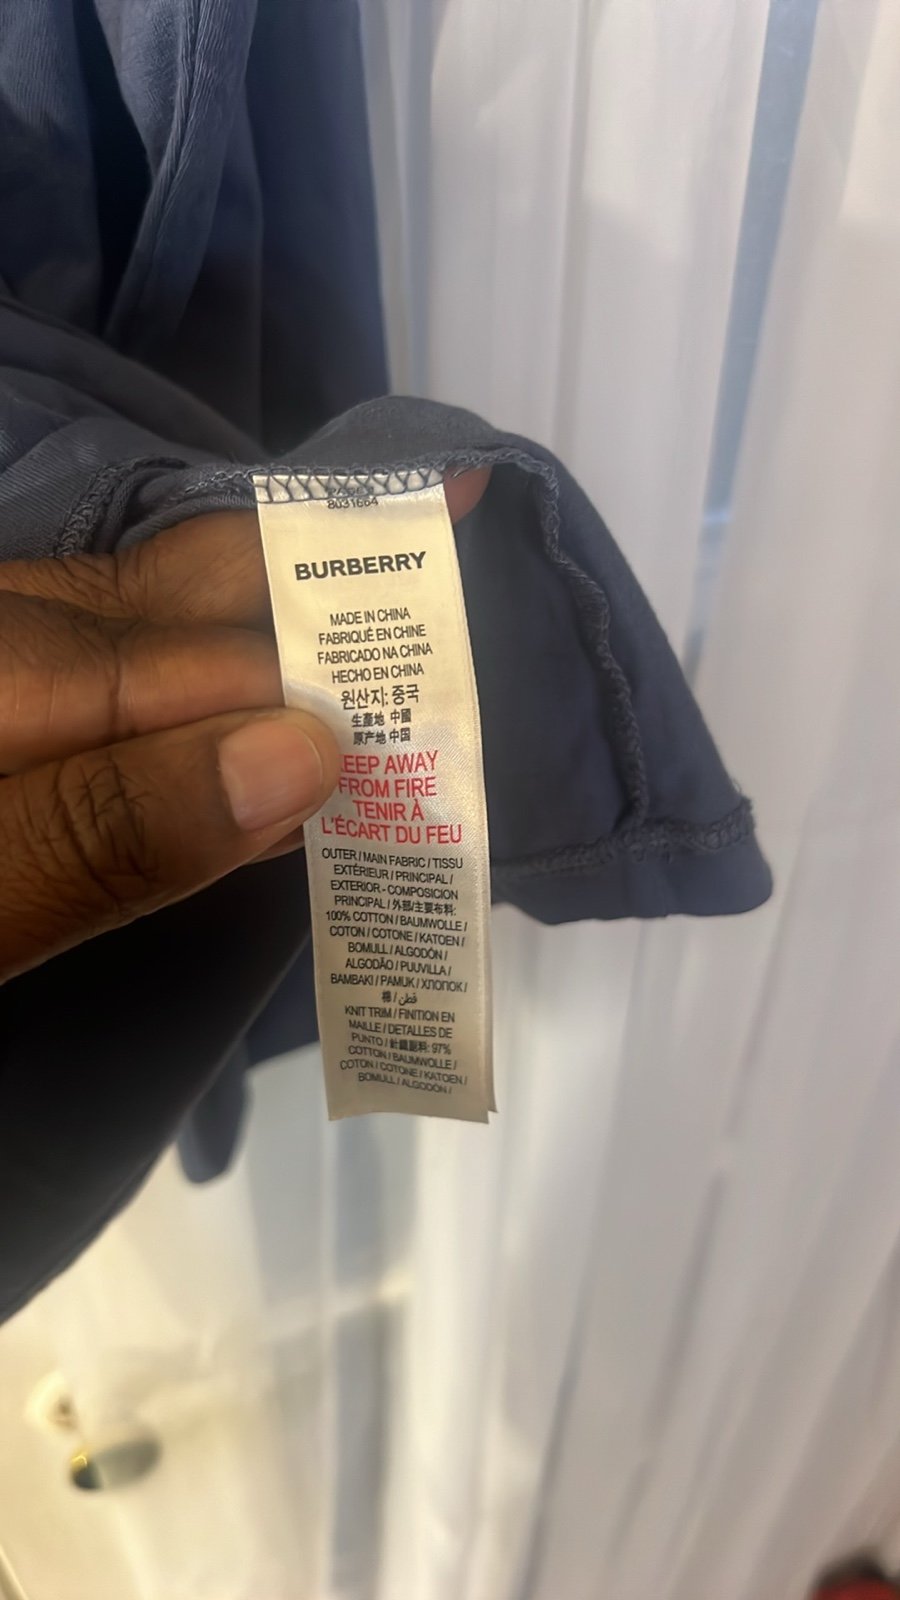 8031664
BURBERRY
MADE IN CHINA
FABRIQUÉ EN CHINE
FABRICADO NA CHINA
HECHO EN CHINA
원산지: 중국
生產地 中國
原产地 中国
EEP AWAY
FROM FIRE
TENIR À
L'ÉCART DU FEU
OUTER / MAIN FABRIC / TISSU
EXTÉRIEUR / PRINCIPAL /
EXTERIOR - COMPOSICION
PRINCIPAL / 外部/主要布料:
100% COTTON / BAUMWOLLE /
COTON / COTONE / KATOEN /
BOMULL / ALGODÓN /
ALGODÃO / PUUVILLA /
BAMBAKI / PAMUK / ХЛОПОК /
棉 / قطن
KNIT TRIM / FINITION EN
MAILLE / DETALLES DE
PUNTO / 針織配料: 97%
COTTON / BAUMWOLLE /
COTON / COTONE / KATOEN /
BOMULL / ALGODÓN /